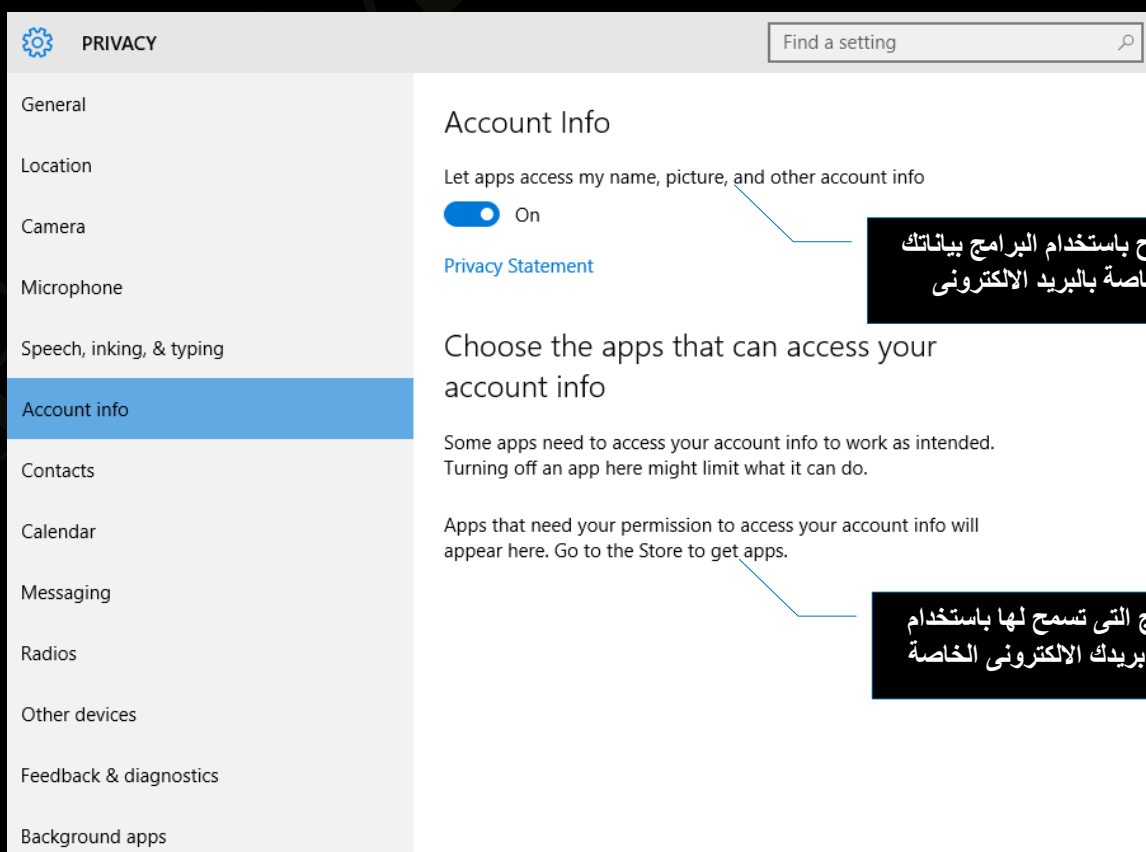 PRIVACY
Find a setting
General
Location
Camera
Microphone
Speech, inking, & typing
Account info
Contacts
Calendar
Messaging
Radios
Other devices
Feedback & diagnostics
Background apps
Account Info
Let apps access my name, picture, and other account info
On
Privacy Statement
باستخدام البرامج بياناتك
بالبريد الالكترونى
Choose the apps that can access your
account info
Some apps need to access your account info to work as intended.
Turning off an app here might limit what it can do.
Apps that need your permission to access your account info will
appear here. Go to the Store to get apps.
التى تسمح لها باستخدام
بريدك الالكترونى الخاصة